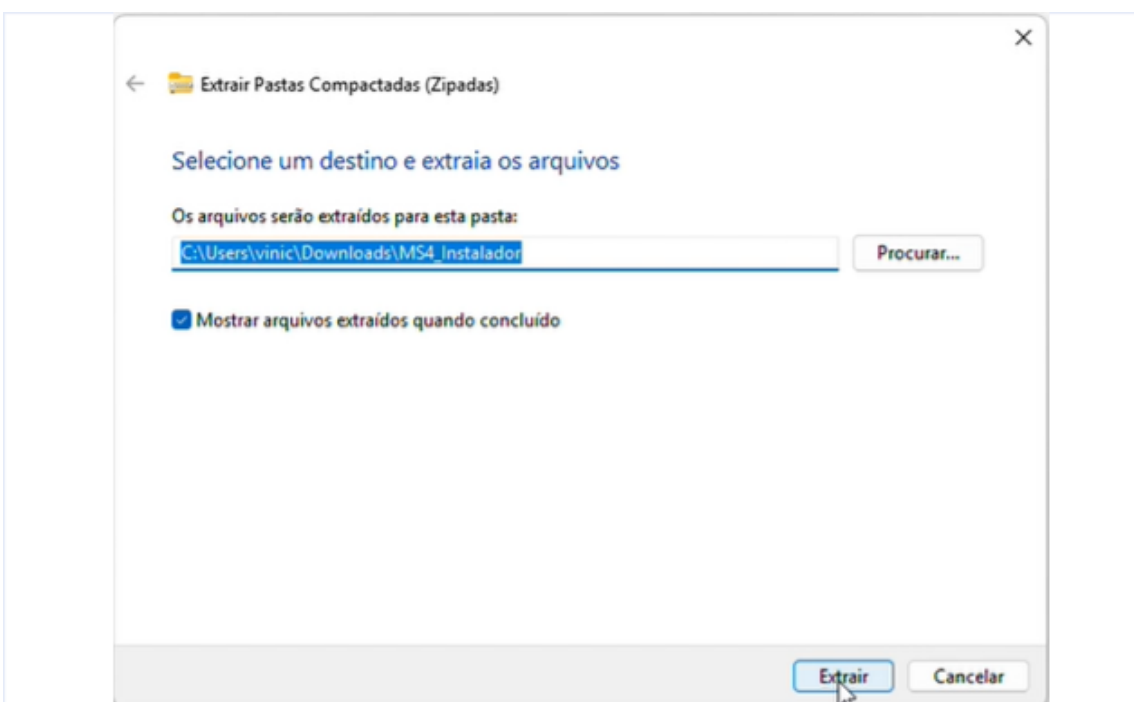 Extrair Pastas Compactadas (Zipadas)
Selecione um destino e extraia os arquivos
Os arquivos serão extraídos para esta pasta:
C:\Users\vinic\Downloads\MS4_Instalador
Procurar...
Mostrar arquivos extraídos quando concluído
Extrair
Cancelar